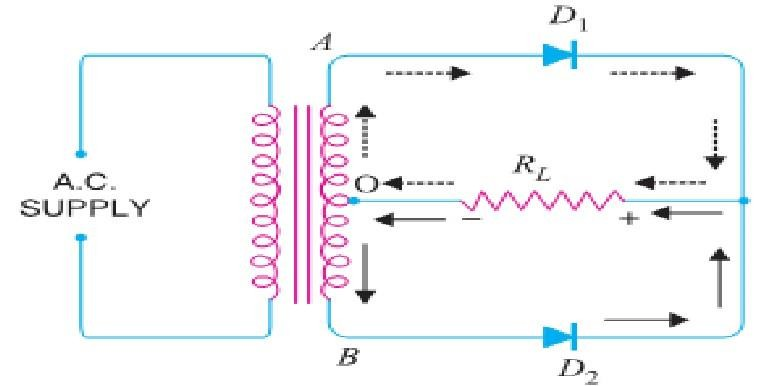 D1
A
A.C.
SUPPLY
O
RL
− +
B
D2